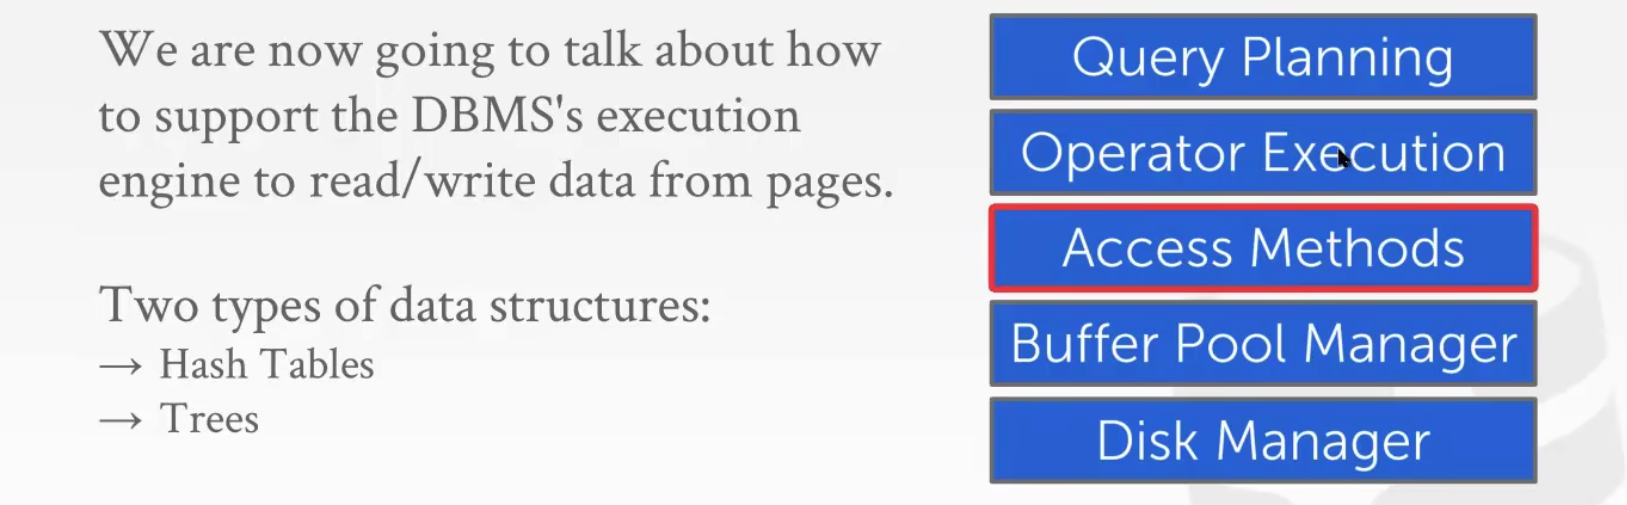 We are now going to talk about how
to support the DBMS's execution
engine to read/write data from pages.
Two types of data structures:
→ Hash Tables
→ Trees
Query Planning
Operator Execution
Access Methods
Buffer Pool Manager
Disk Manager